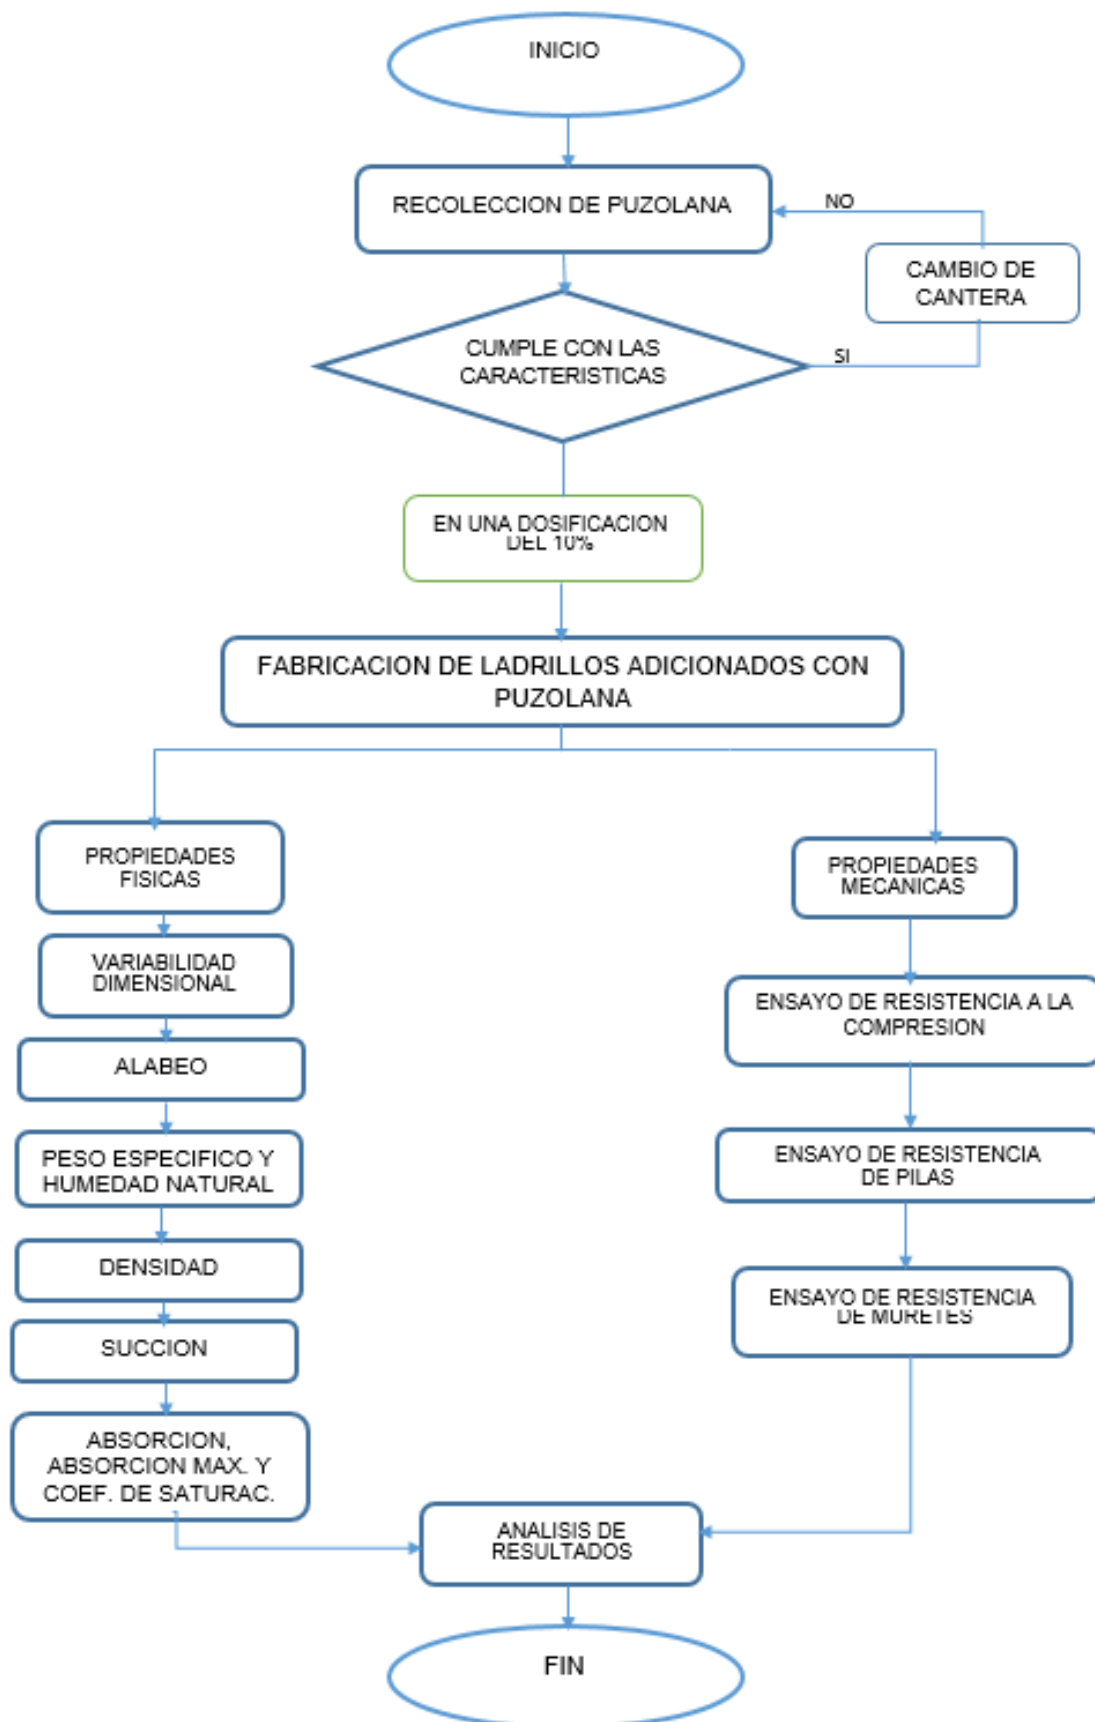 INICIO
RECOLECCION DE PUZOLANA
NO
CAMBIO DE
CANTERA
CUMPLE CON LAS
CARACTERISTICAS
SI
EN UNA DOSIFICACION
DEL 10%
FABRICACION DE LADRILLOS ADICIONADOS CON
PUZOLANA
PROPIEDADES
FISICAS
VARIABILIDAD
DIMENSIONAL
ALABEO
PESO ESPECIFICO Y
HUMEDAD NATURAL
DENSIDAD
SUCCION
ABSORCION,
ABSORCION MAX. Y
COEF. DE SATURAC.
PROPIEDADES
MECANICAS
ENSAYO DE RESISTENCIA A LA
COMPRESION
ENSAYO DE RESISTENCIA
DE PILAS
ENSAYO DE RESISTENCIA
DE MURETES
ANALISIS DE
RESULTADOS
FIN